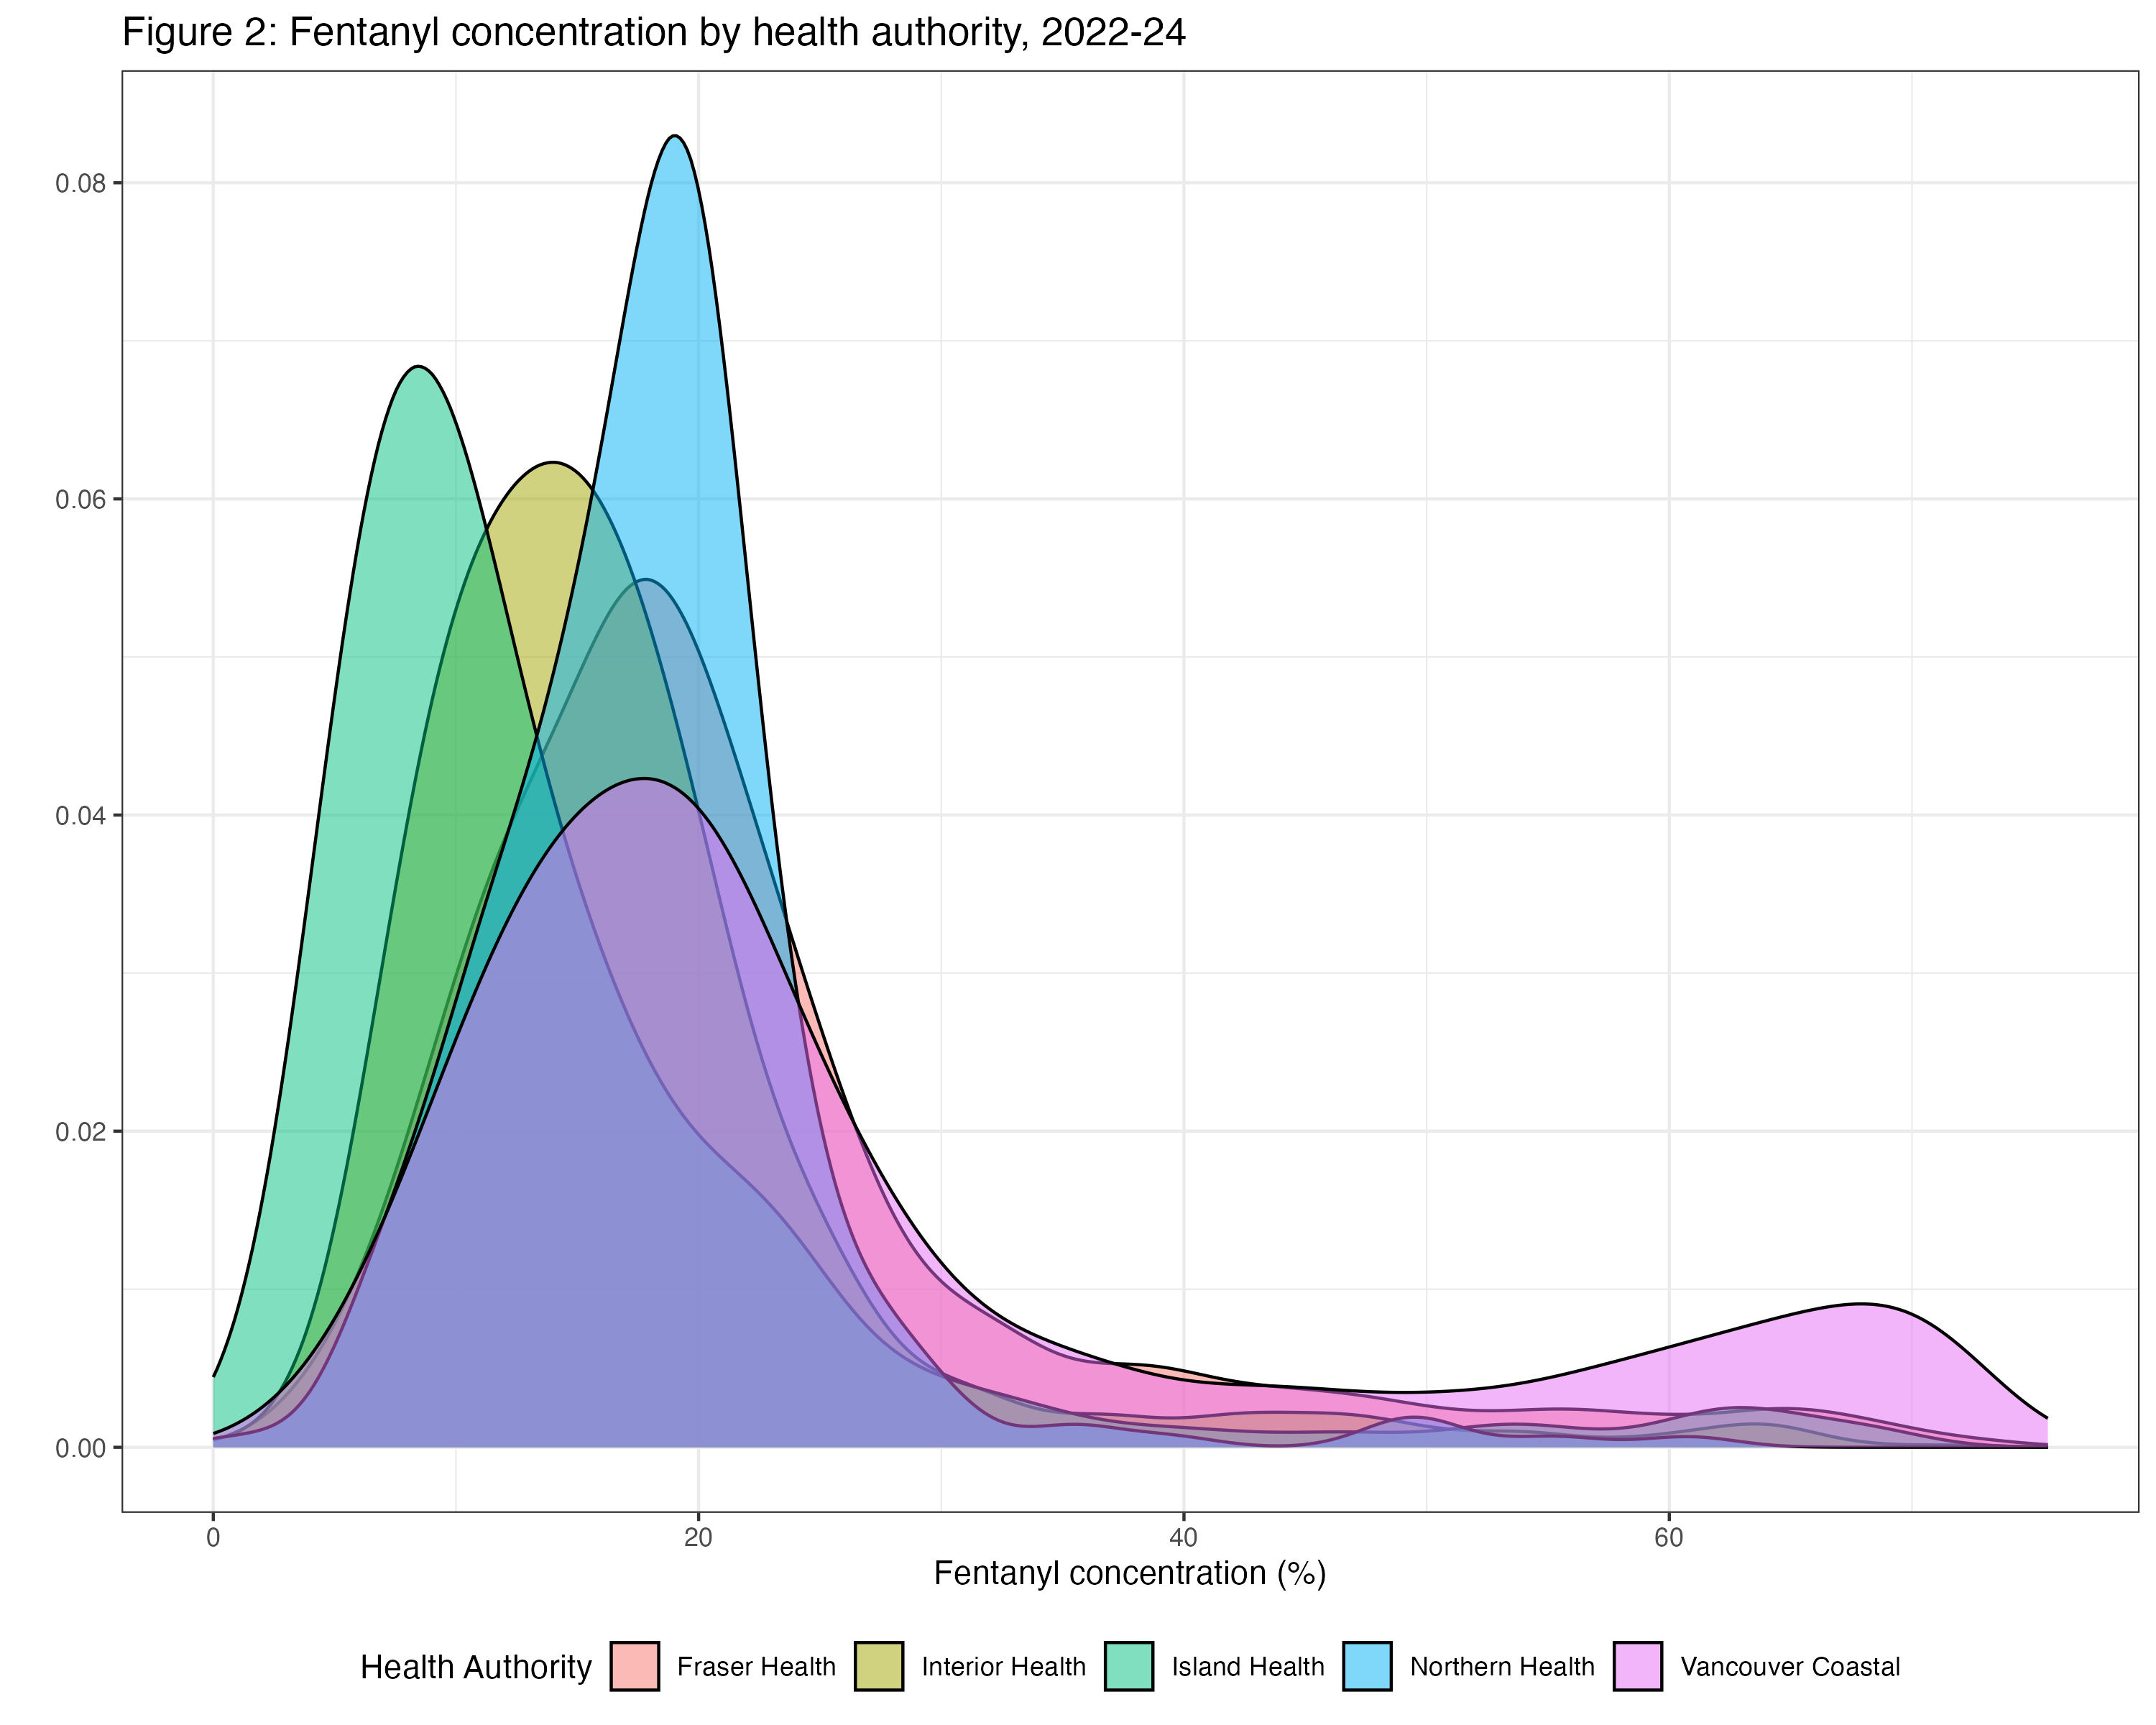 Figure 2: Fentanyl concentration by health authority, 2022-24
0.08
0.06
0.04
0.02
0.00
0 20 40 60
Fentanyl concentration (%)
Health Authority Fraser Health Interior Health Island Health Northern Health Vancouver Coastal